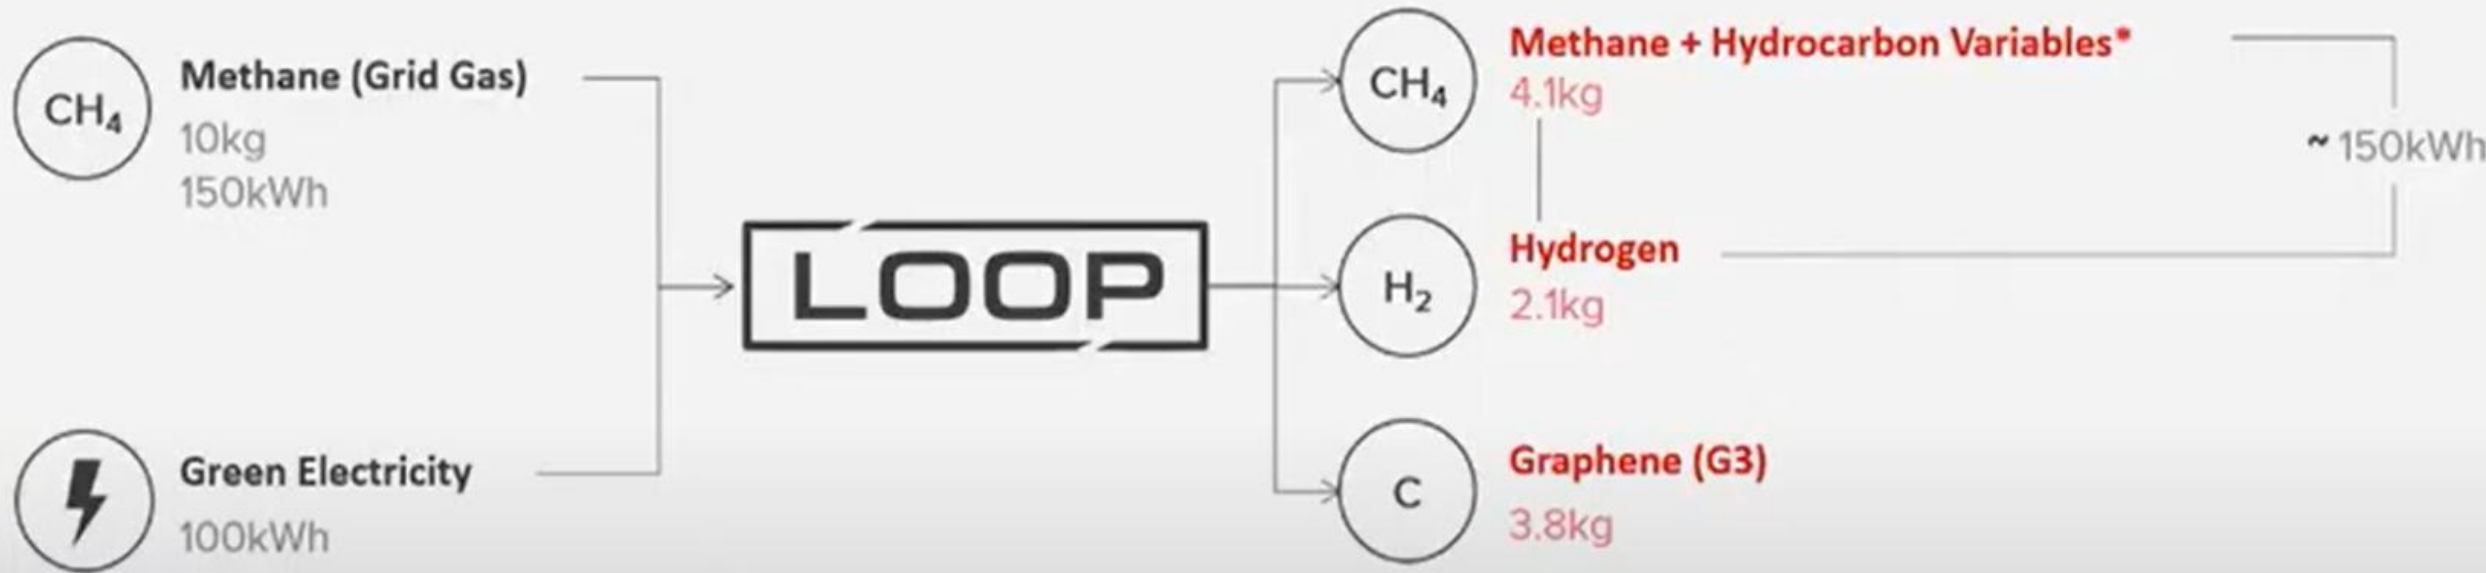 CH₄
Methane (Grid Gas)
10kg
150kWh
Green Electricity
100kWh
LOOP
CH₄
Methane + Hydrocarbon Variables*
4.1kg
H₂
Hydrogen
2.1kg
~ 150kWh
C
Graphene (G3)
3.8kg